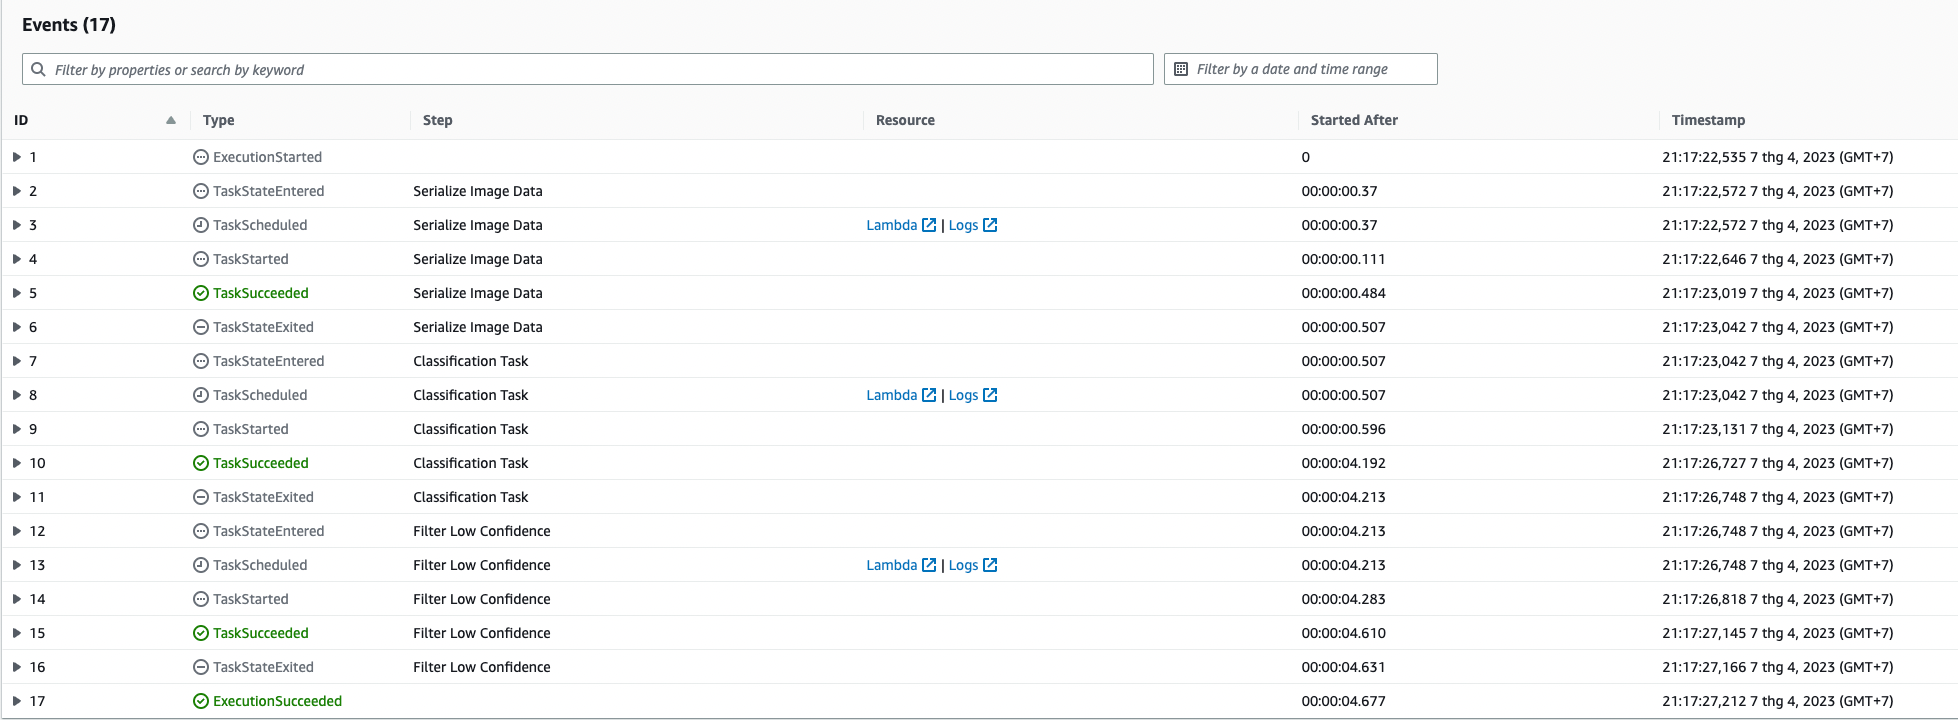 Events (17)
Filter by properties or search by keyword Filter by a date and time range
ID Type Step Resource Started After Timestamp
1 ExecutionStarted 0 21:17:22,535 7 thg 4, 2023 (GMT+7)
2 TaskStateEntered Serialize Image Data 00:00:00.37 21:17:22,572 7 thg 4, 2023 (GMT+7)
3 TaskScheduled Serialize Image Data Lambda | Logs 00:00:00.37 21:17:22,572 7 thg 4, 2023 (GMT+7)
4 TaskStarted Serialize Image Data 00:00:00.111 21:17:22,646 7 thg 4, 2023 (GMT+7)
5 TaskSucceeded Serialize Image Data 00:00:00.484 21:17:23,019 7 thg 4, 2023 (GMT+7)
6 TaskStateExited Serialize Image Data 00:00:00.507 21:17:23,042 7 thg 4, 2023 (GMT+7)
7 TaskStateEntered Classification Task 00:00:00.507 21:17:23,042 7 thg 4, 2023 (GMT+7)
8 TaskScheduled Classification Task Lambda | Logs 00:00:00.507 21:17:23,042 7 thg 4, 2023 (GMT+7)
9 TaskStarted Classification Task 00:00:00.596 21:17:23,131 7 thg 4, 2023 (GMT+7)
10 TaskSucceeded Classification Task 00:00:04.192 21:17:26,727 7 thg 4, 2023 (GMT+7)
11 TaskStateExited Classification Task 00:00:04.213 21:17:26,748 7 thg 4, 2023 (GMT+7)
12 TaskStateEntered Filter Low Confidence 00:00:04.213 21:17:26,748 7 thg 4, 2023 (GMT+7)
13 TaskScheduled Filter Low Confidence Lambda | Logs 00:00:04.213 21:17:26,748 7 thg 4, 2023 (GMT+7)
14 TaskStarted Filter Low Confidence 00:00:04.283 21:17:26,818 7 thg 4, 2023 (GMT+7)
15 TaskSucceeded Filter Low Confidence 00:00:04.610 21:17:27,145 7 thg 4, 2023 (GMT+7)
16 TaskStateExited Filter Low Confidence 00:00:04.631 21:17:27,166 7 thg 4, 2023 (GMT+7)
17 ExecutionSucceeded 00:00:04.677 21:17:27,212 7 thg 4, 2023 (GMT+7)